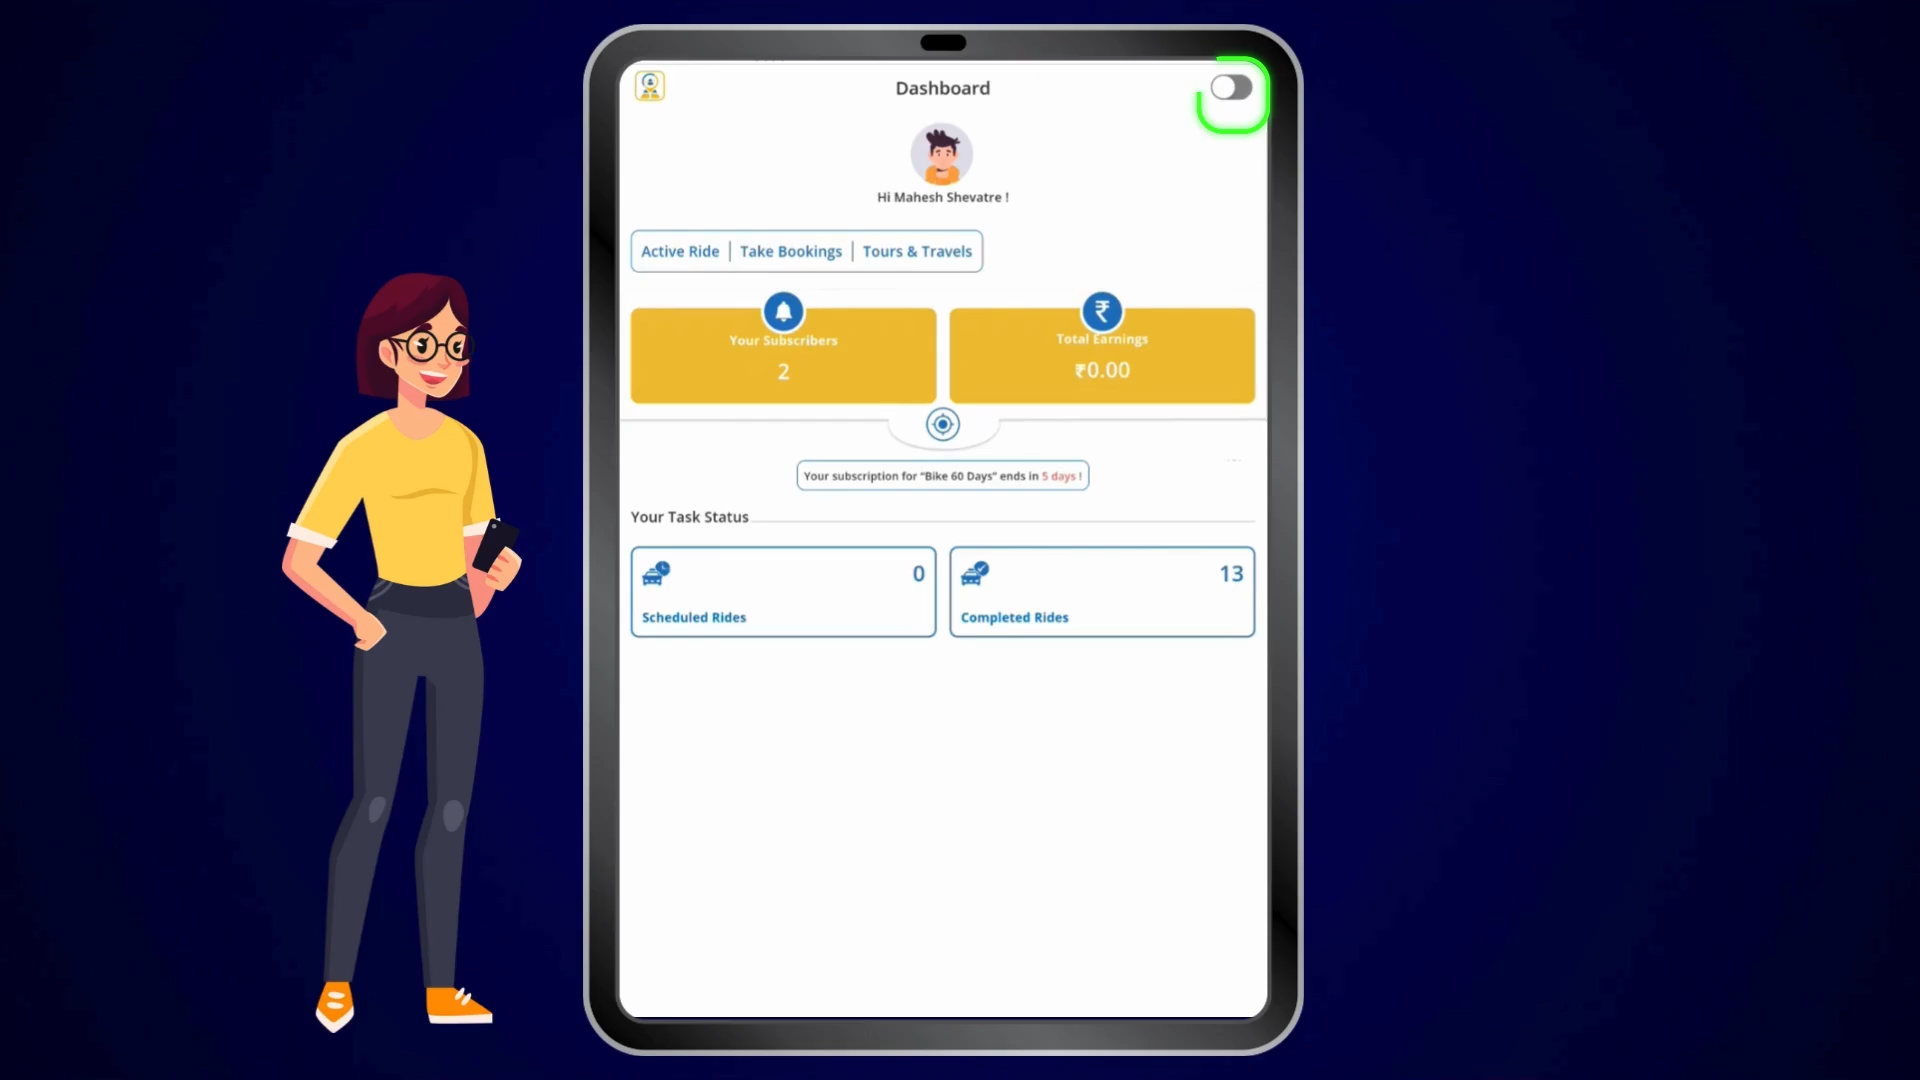 Dashboard
Hi Mahesh Shevatre !
Active Ride | Take Bookings | Tours & Travels
Your Subscribers
2
Total Earnings
₹0.00
Your subscription for “Bike 60 Days” ends in 5 days !
Your Task Status
0
Scheduled Rides
13
Completed Rides